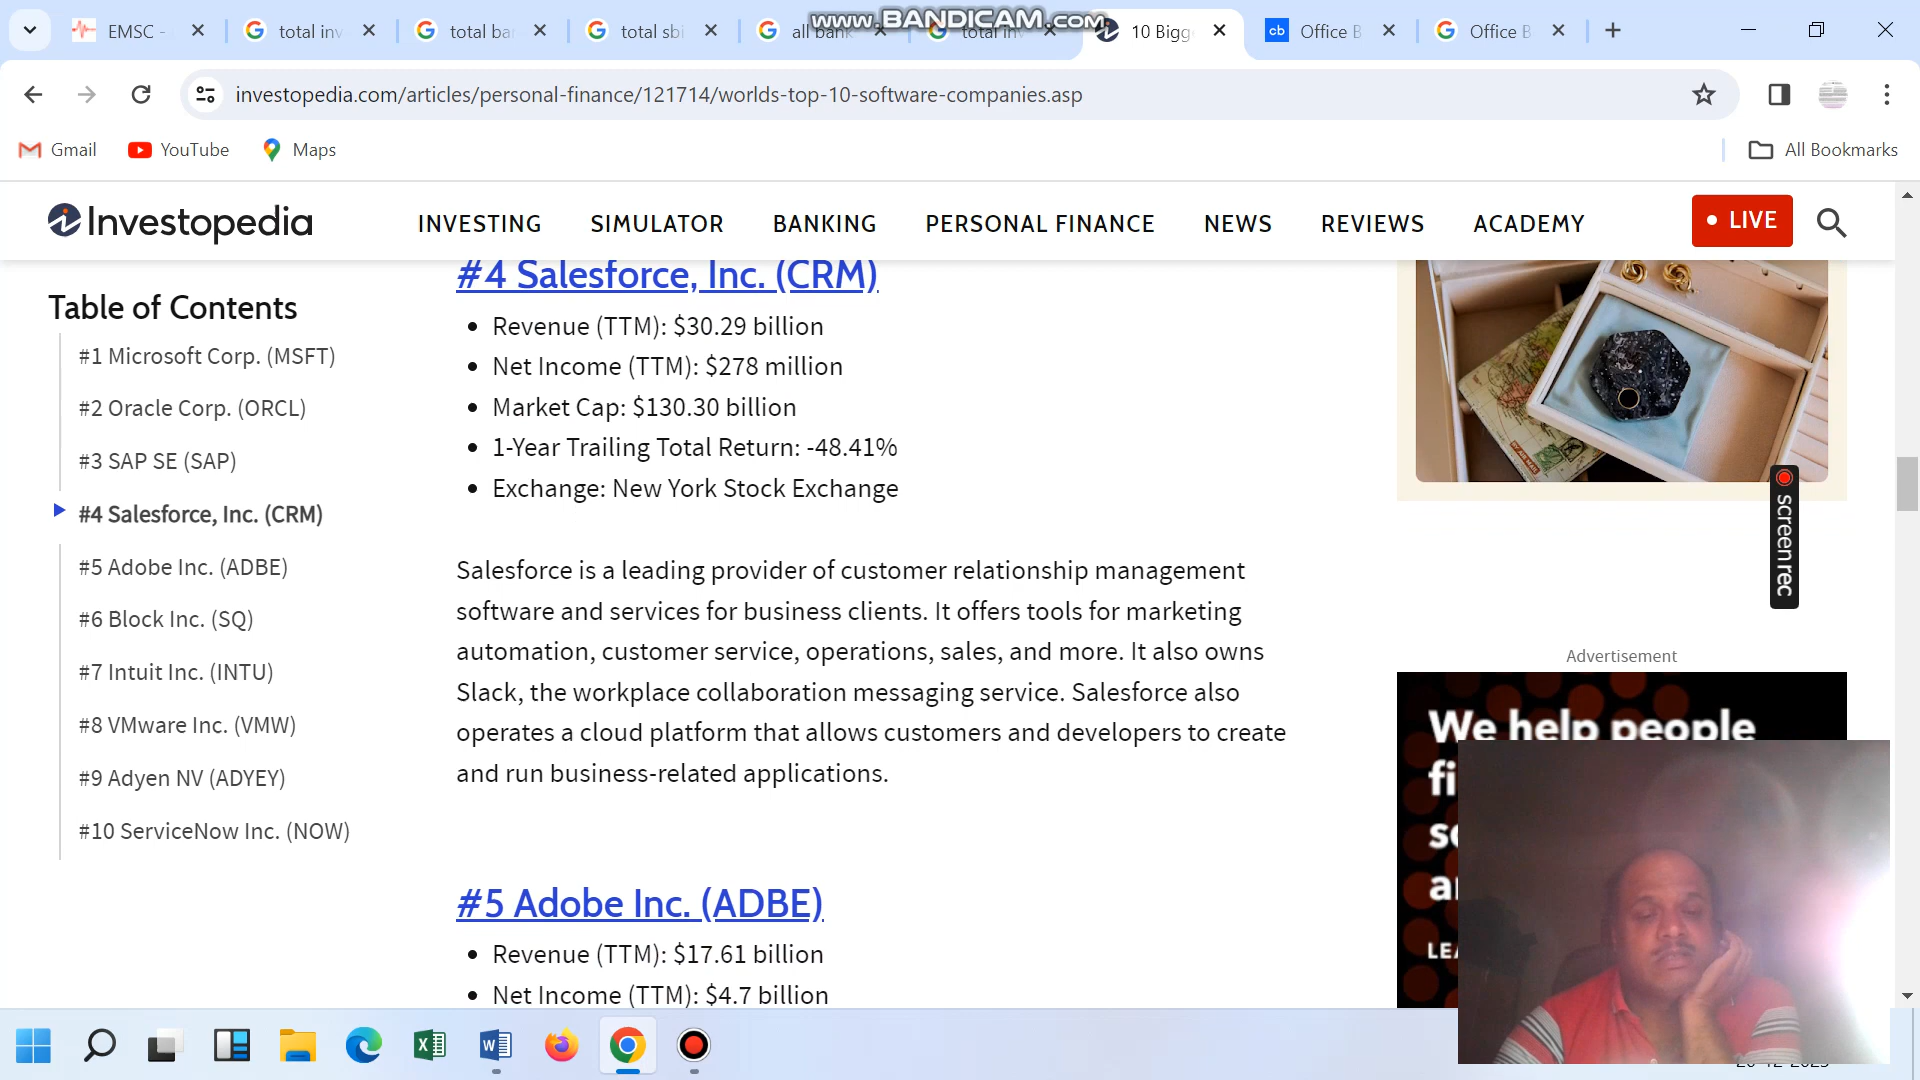 www.BANDICAM.com
EMSC -
total inv
total ba
total sbi
all bank
total inv
10 Bigg
cb
Office B
Office B
investopedia.com/articles/personal-finance/121714/worlds-top-10-software-companies.asp
Gmail
YouTube
Maps
All Bookmarks
Investopedia
INVESTING
SIMULATOR
BANKING
PERSONAL FINANCE
NEWS
REVIEWS
ACADEMY
LIVE
Table of Contents
#1 Microsoft Corp. (MSFT)
#2 Oracle Corp. (ORCL)
#3 SAP SE (SAP)
#4 Salesforce, Inc. (CRM)
#5 Adobe Inc. (ADBE)
#6 Block Inc. (SQ)
#7 Intuit Inc. (INTU)
#8 VMware Inc. (VMW)
#9 Adyen NV (ADYEY)
#10 ServiceNow Inc. (NOW)
#4 Salesforce, Inc. (CRM)
Revenue (TTM): $30.29 billion
Net Income (TTM): $278 million
Market Cap: $130.30 billion
1-Year Trailing Total Return: -48.41%
Exchange: New York Stock Exchange
Salesforce is a leading provider of customer relationship management
software and services for business clients. It offers tools for marketing
automation, customer service, operations, sales, and more. It also owns
Slack, the workplace collaboration messaging service. Salesforce also
operates a cloud platform that allows customers and developers to create
and run business-related applications.
#5 Adobe Inc. (ADBE)
Revenue (TTM): $17.61 billion
Net Income (TTM): $4.7 billion
screenrec
Advertisement
We help people